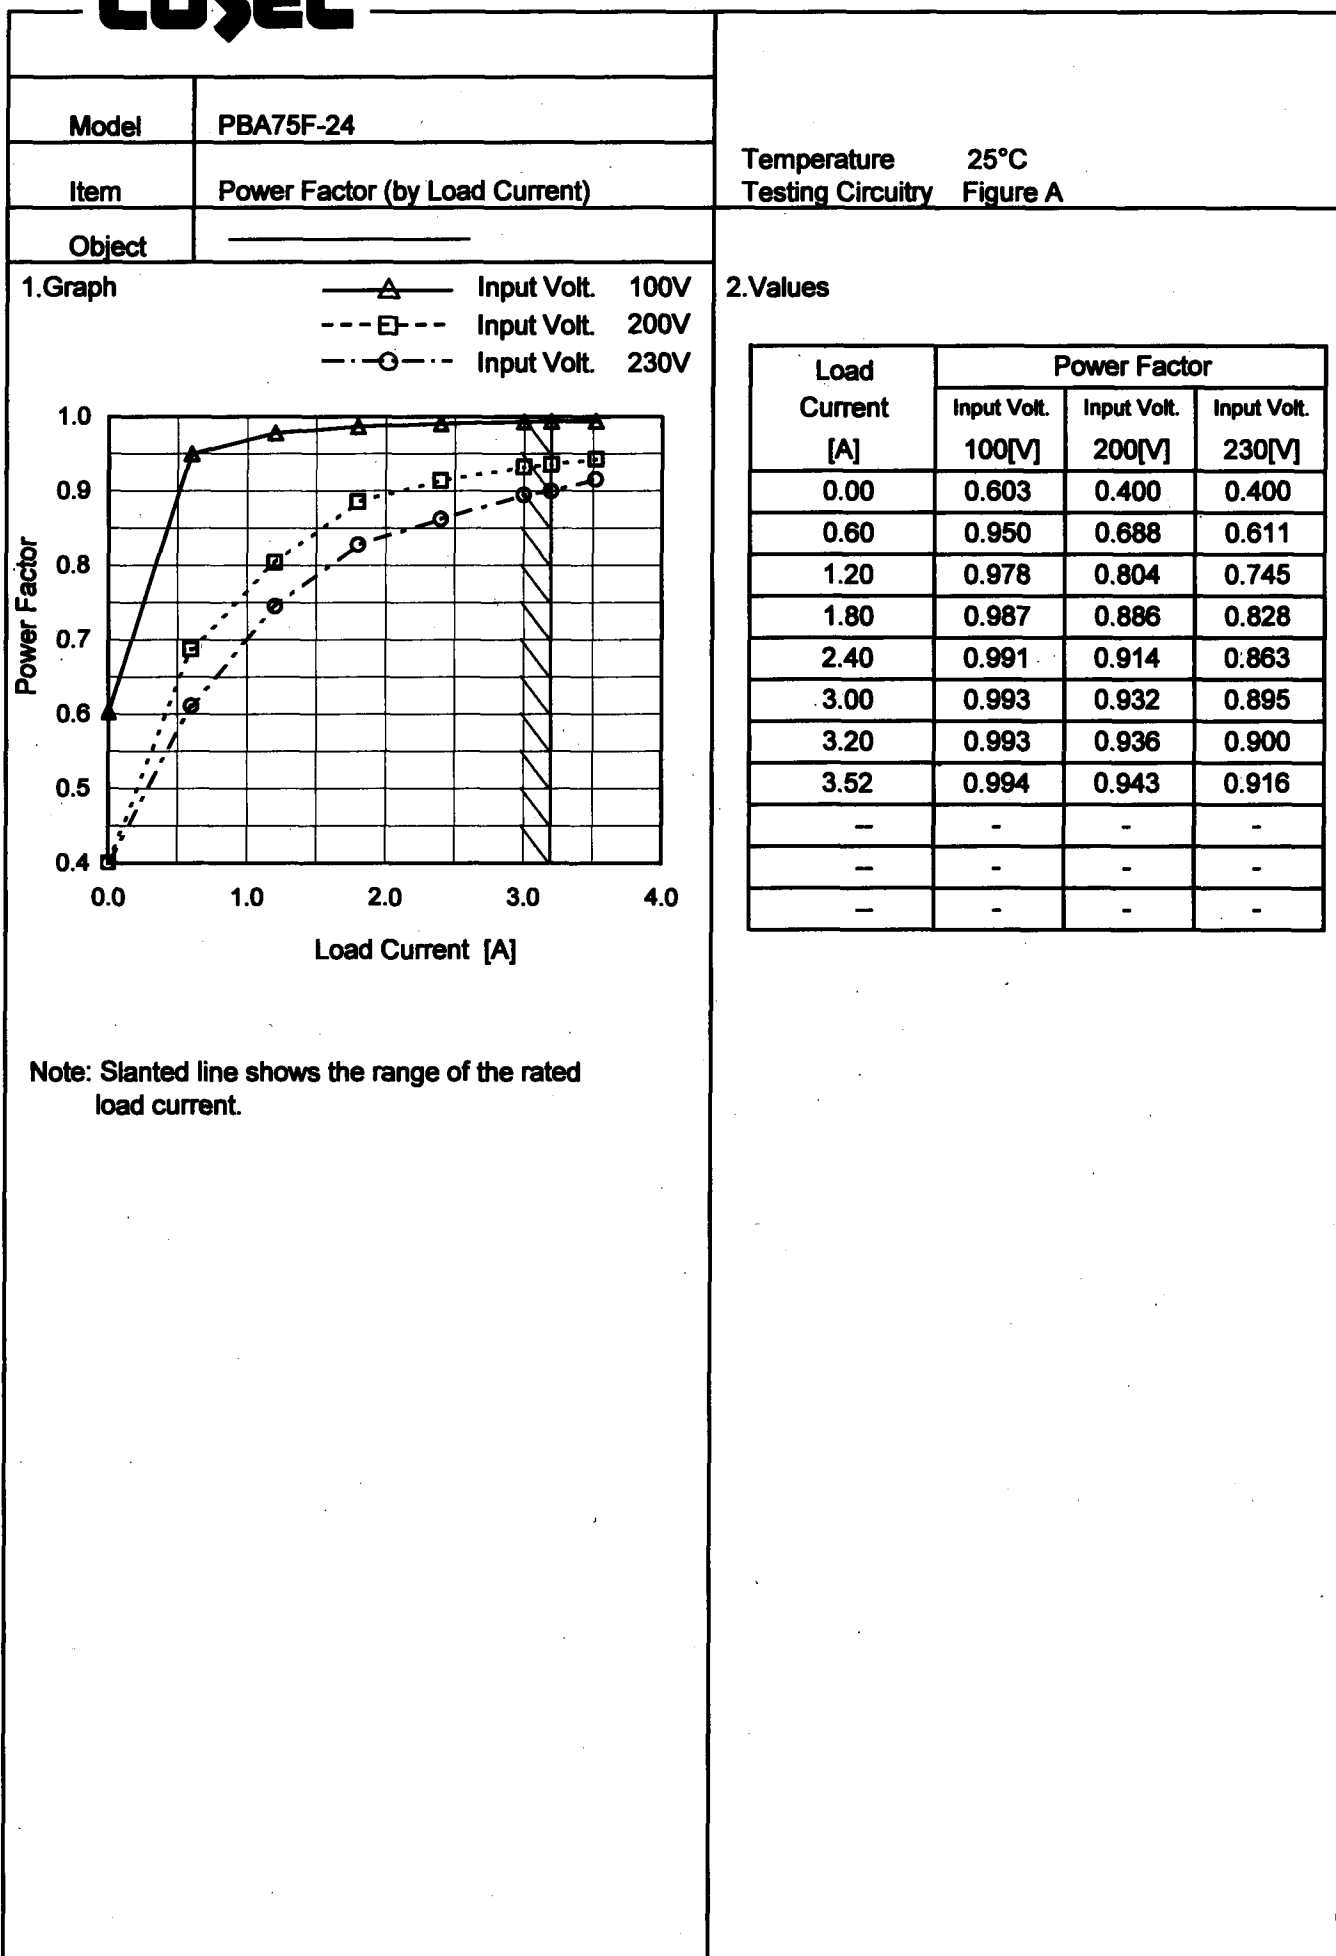 COSEL
Model PBA75F-24
Item Power Factor (by Load Current)
Object
Temperature 25°C
Testing Circuitry Figure A
1.Graph
Input Volt. 100V
Input Volt. 200V
Input Volt. 230V
1.0
0.9
0.8
0.7
0.6
0.5
0.4
Power Factor
0.0 1.0 2.0 3.0 4.0
Load Current [A]
Note: Slanted line shows the range of the rated
load current.
2.Values
Load Power Factor
Current Input Volt. Input Volt. Input Volt.
[A] 100[V] 200[V] 230[V]
0.00 0.603 0.400 0.400
0.60 0.950 0.688 0.611
1.20 0.978 0.804 0.745
1.80 0.987 0.886 0.828
2.40 0.991 0.914 0.863
3.00 0.993 0.932 0.895
3.20 0.993 0.936 0.900
3.52 0.994 0.943 0.916
-- - - -
-- - - -
-- - - -